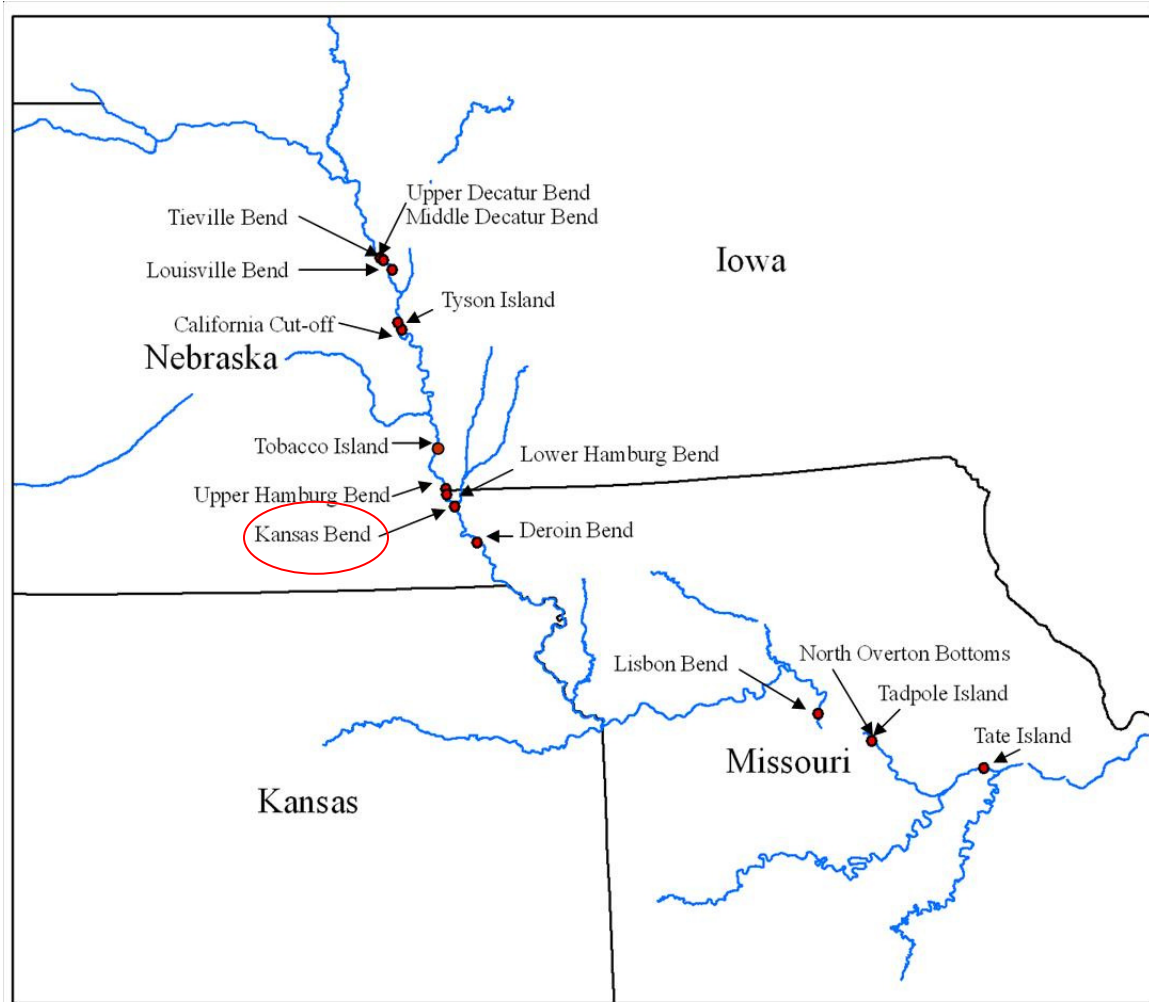 Upper Decatur Bend
Middle Decatur Bend
Tieville Bend
Iowa
Louisville Bend
Tyson Island
California Cut-off
Nebraska
Tobacco Island
Lower Hamburg Bend
Upper Hamburg Bend
Kansas Bend
Deroin Bend
North Overton Bottoms
Lisbon Bend
Tadpole Island
Tate Island
Missouri
Kansas